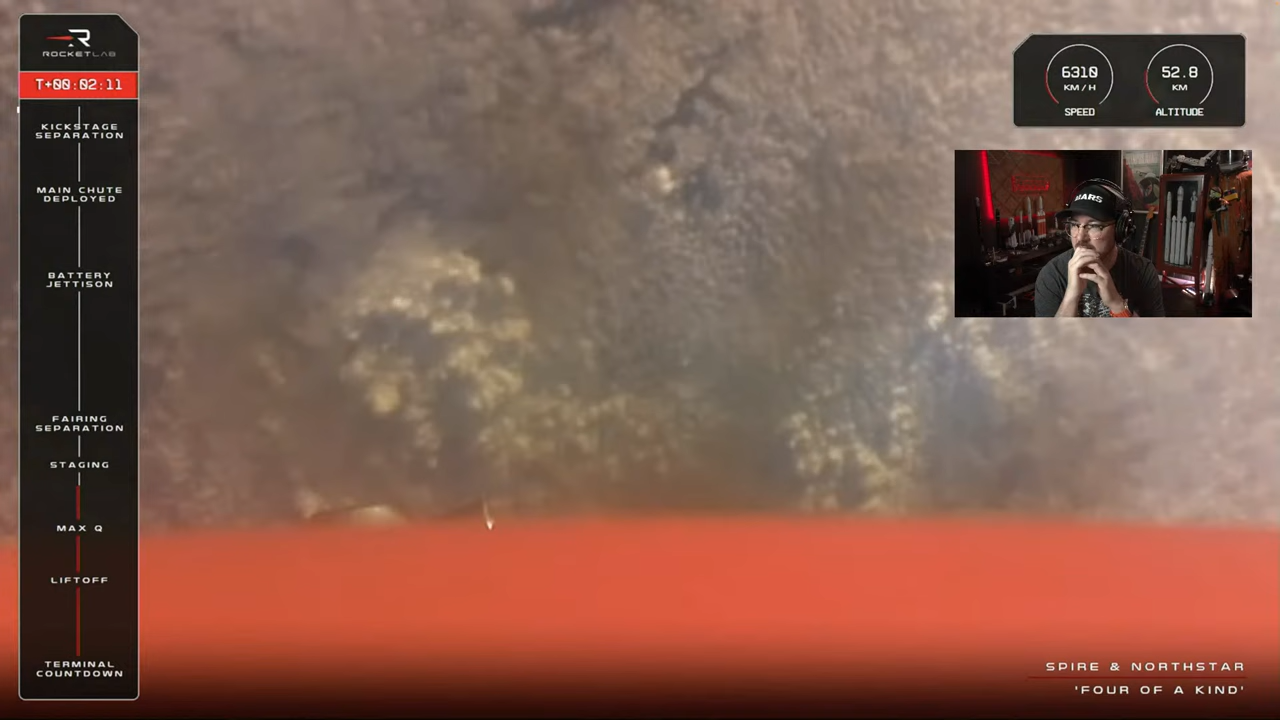 ROCKETLAB
T+00:02:11
KICKSTAGE
SEPARATION
MAIN CHUTE
DEPLOYED
BATTERY
JETTISON
FAIRING
SEPARATION
STAGING
MAX Q
LIFTOFF
TERMINAL
COUNTDOWN
6310
KM/H
SPEED
52.8
KM
ALTITUDE
MARS
SPIRE & NORTHSTAR
'FOUR OF A KIND'